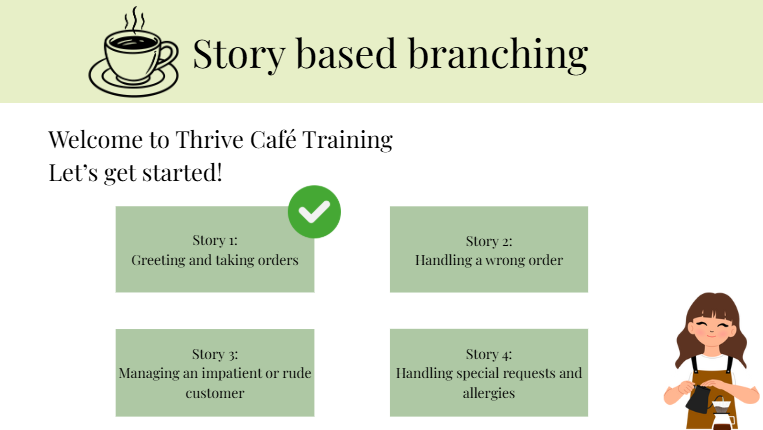 Story based branching
Welcome to Thrive Café Training
Let’s get started!
Story 1:
Greeting and taking orders
Story 2:
Handling a wrong order
Story 3:
Managing an impatient or rude
customer
Story 4:
Handling special requests and
allergies